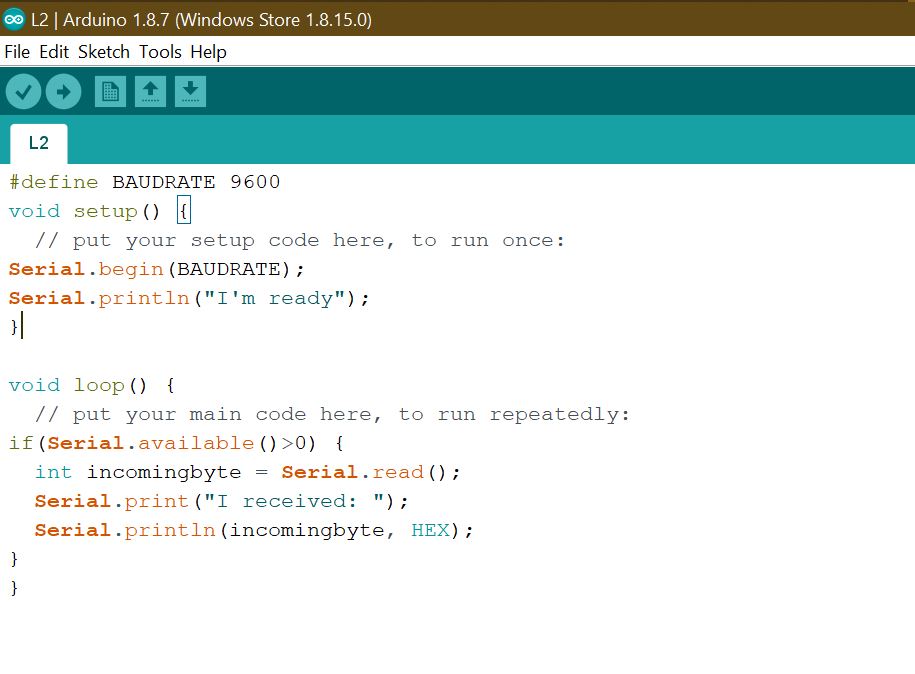 L2 | Arduino 1.8.7 (Windows Store 1.8.15.0)
File Edit Sketch Tools Help
L2
#define BAUDRATE 9600
void setup() {
  // put your setup code here, to run once:
Serial.begin(BAUDRATE);
Serial.println("I'm ready");
}

void loop() {
  // put your main code here, to run repeatedly:
if(Serial.available()>0) {
  int incomingbyte = Serial.read();
  Serial.print("I received: ");
  Serial.println(incomingbyte, HEX);
}
}